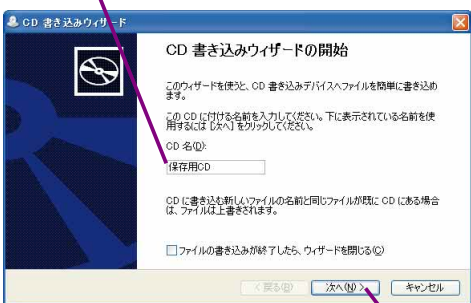 CD 書き込みウィザード
CD 書き込みウィザードの開始
このウィザードを使うと、CD 書き込みデバイスへファイルを簡単に書き込め
ます。
この CD に付ける名前を入力してください。下に表示されている名前を使
用するには [次へ] をクリックしてください。
CD 名(D):
保存用CD
CD に書き込む新しいファイルの名前と同じファイルが既に CD にある場合
は、ファイルは上書きされます。
ファイルの書き込みが終了したら、ウィザードを閉じる(C)
< 戻る(B) 次へ(N) > キャンセル